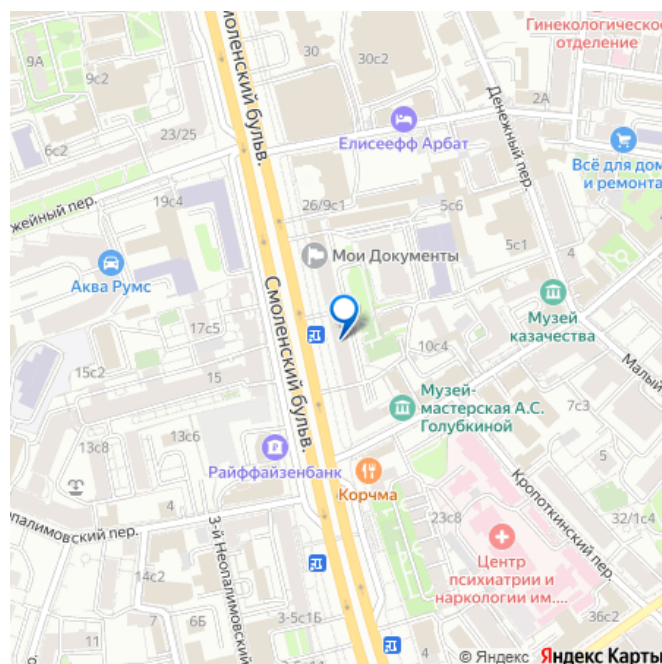 Смоленский бульв.
Гинекологическое
отделение
9А
30
30с2
9с2
2А
Денежный пер.
23/25
Елисеефф Арбат
Всё для дом
и ремонта
6с2
жейный пер.
19с4
26/9с1
5с6
Мои Документы
5с1
4
Аква Румс
Смоленский бульв.
Музей
казачества
17с5
10с4
Малый
15с2
15
Музей-
мастерская А.С.
Голубкиной
7с3
13с8
13с6
Райффайзенбанк
Корчма
5
Кропоткинский пер.
4
23с8
32/1с4
опалимовский пер.
3-й Неопалимовский
Центр
психиатрии и
наркологии им....
14с2
7
6Б
3-5с1Б
36с2
11
4
© Яндекс Яндекс Карты